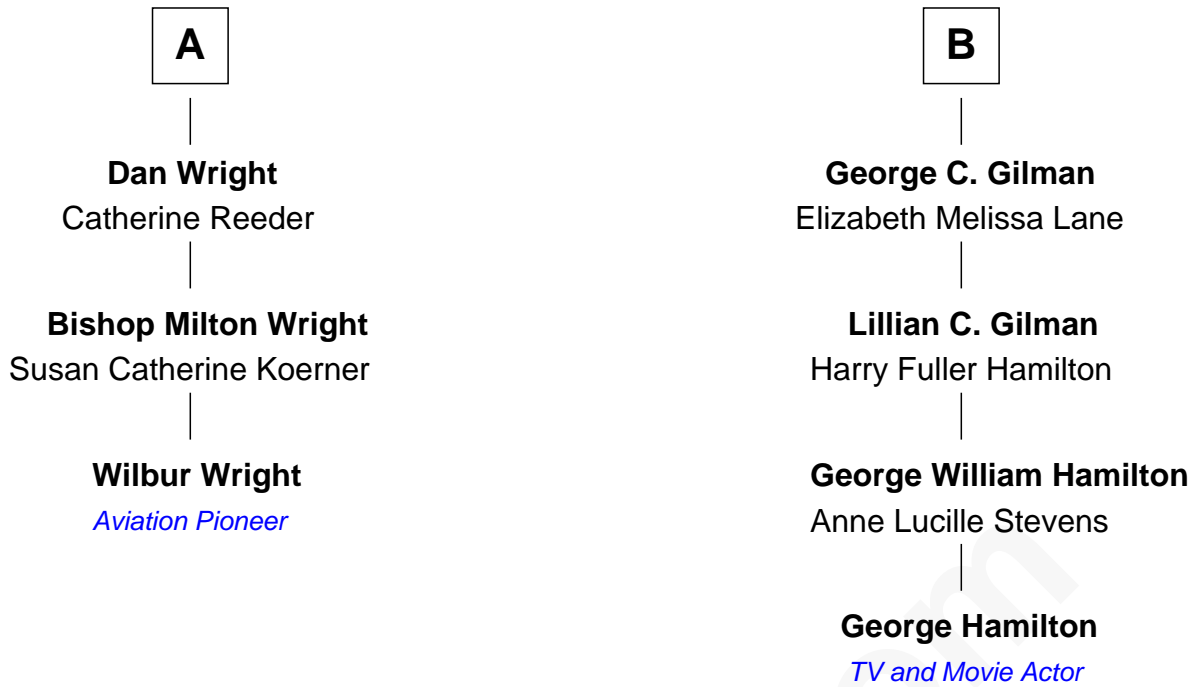 A
Dan Wright
Catherine Reeder
Bishop Milton Wright
Susan Catherine Koerner
Wilbur Wright
Aviation Pioneer
B
George C. Gilman
Elizabeth Melissa Lane
Lillian C. Gilman
Harry Fuller Hamilton
George William Hamilton
Anne Lucille Stevens
George Hamilton
TV and Movie Actor